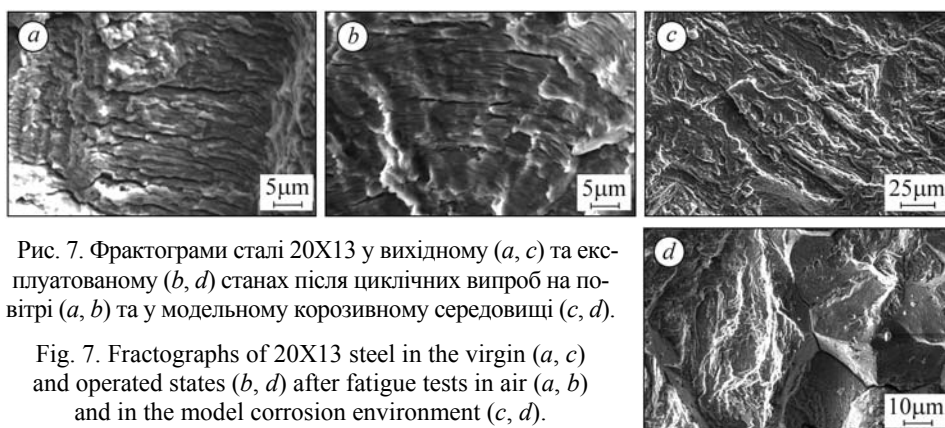 a
b
c
5μm
5μm
25μm
Рис. 7. Фрактограми сталі 20Х13 у вихідному (a, c) та екс-
плуатованому (b, d) станах після циклічних випроб на по-
вітрі (a, b) та у модельному корозивному середовищі (c, d).
Fig. 7. Fractographs of 20X13 steel in the virgin (a, c)
and operated states (b, d) after fatigue tests in air (a, b)
and in the model corrosion environment (c, d).
d
10μm